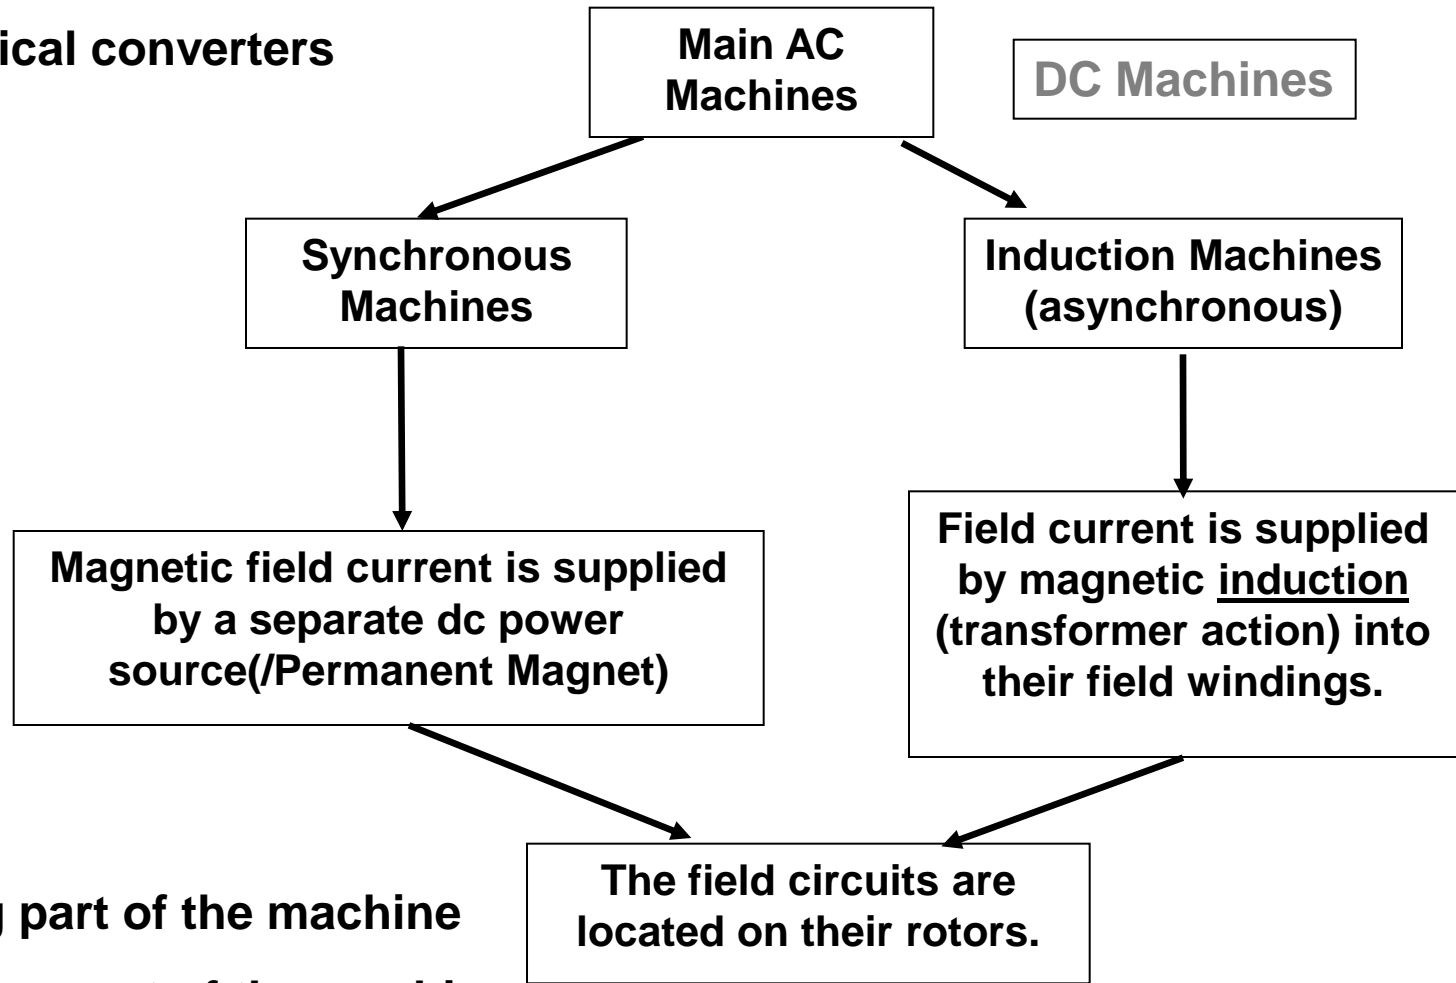 ical converters
Main AC
Machines
DC Machines
Synchronous
Machines
Induction Machines
(asynchronous)
Magnetic field current is supplied
by a separate dc power
source(/Permanent Magnet)
Field current is supplied
by magnetic induction
(transformer action) into
their field windings.
The field circuits are
located on their rotors.
part of the machine